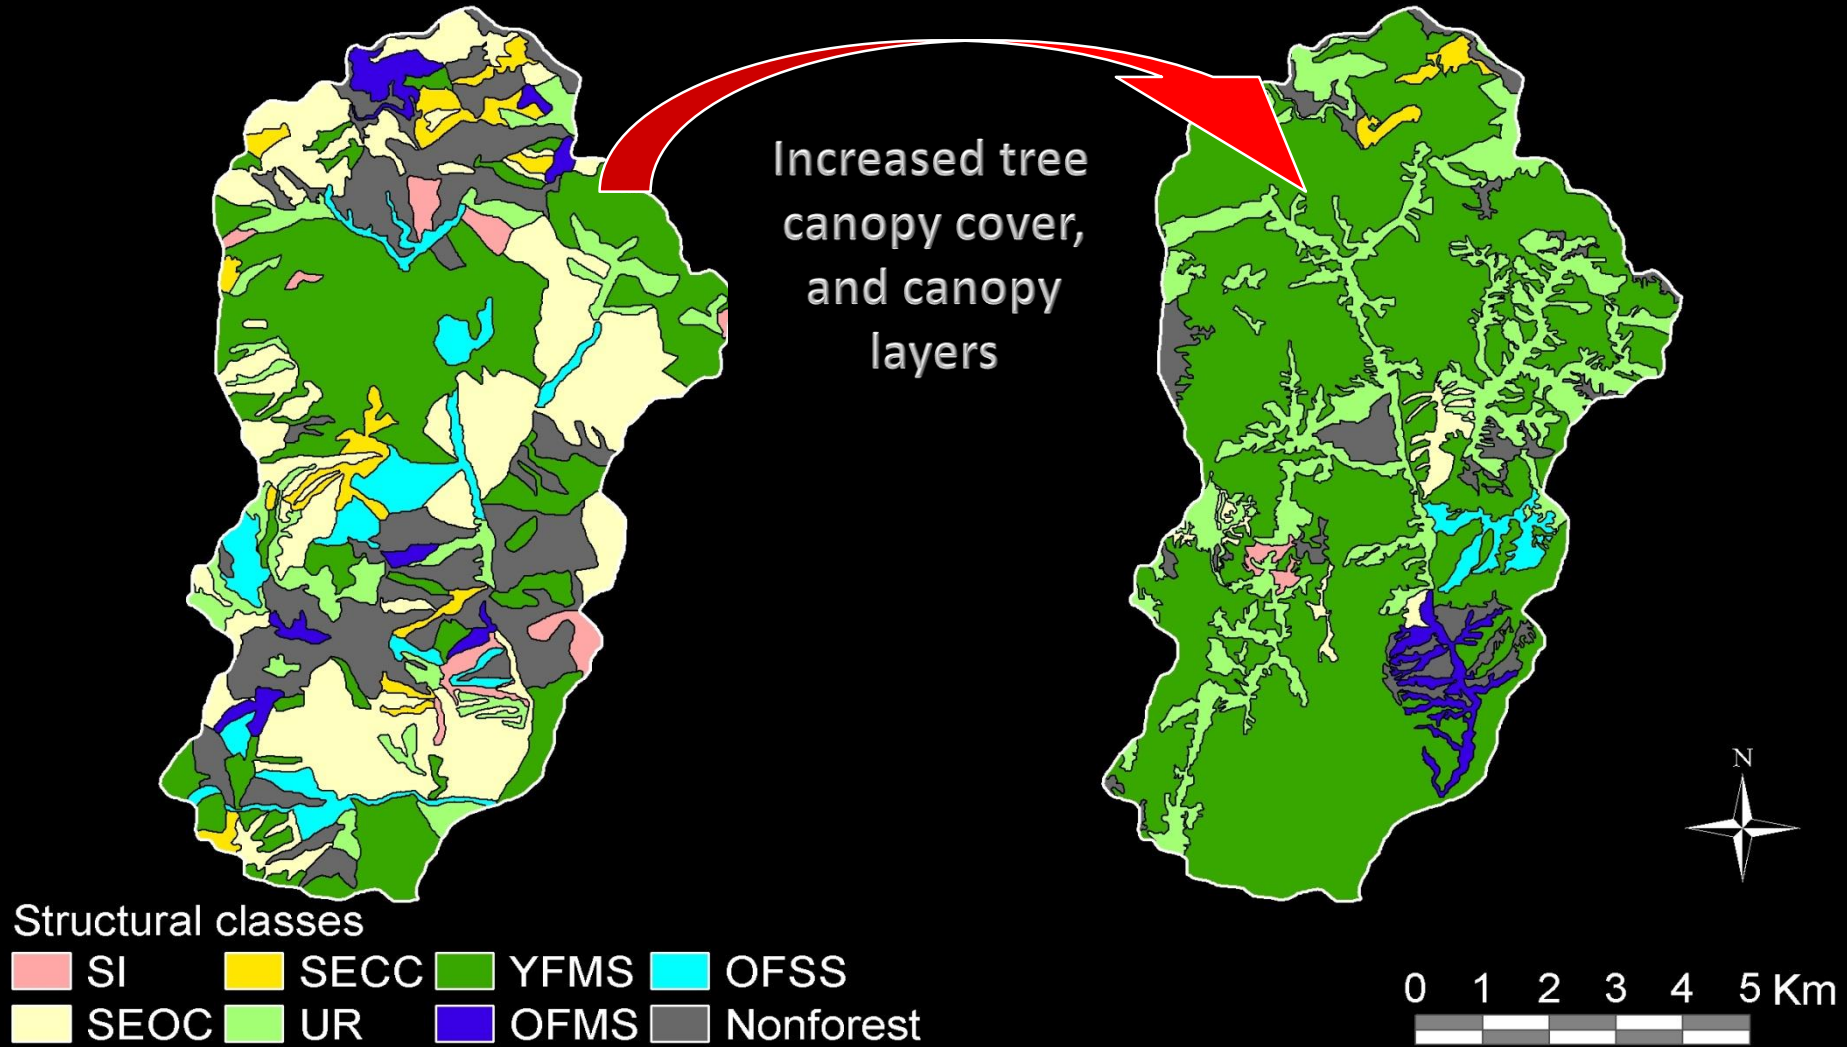 Increased tree
canopy cover,
and canopy
layers
N
Structural classes
SI SECC YFMS OFSS
SEOC UR OFMS Nonforest
0 1 2 3 4 5 Km